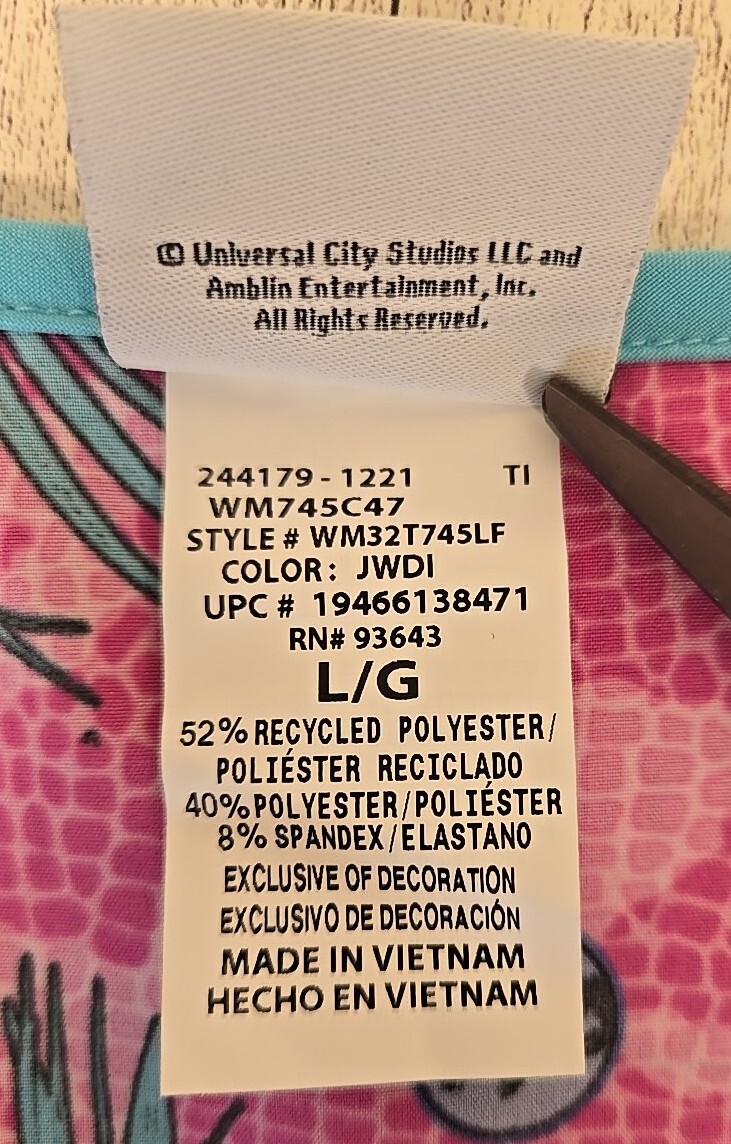 © Universal City Studios LLC and
Amblin Entertainment, Inc.
All Rights Reserved.
244179 - 1221 TI
WM745C47
STYLE # WM32T745LF
COLOR: JWDI
UPC # 19466138471
RN# 93643
L/G
52% RECYCLED POLYESTER/
POLIÉSTER RECICLADO
40% POLYESTER/POLIÉSTER
8% SPANDEX/ELASTANO
EXCLUSIVE OF DECORATION
EXCLUSIVO DE DECORACIÓN
MADE IN VIETNAM
HECHO EN VIETNAM